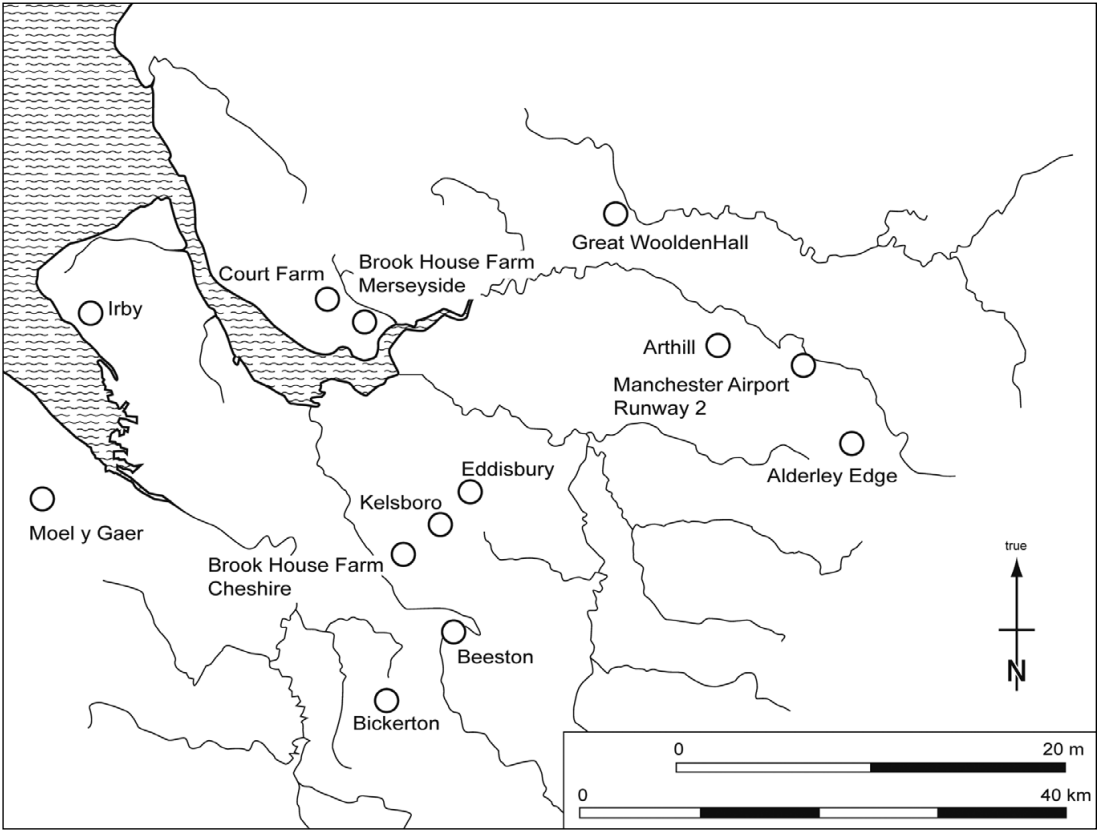 Great WooldenHall
Brook House Farm
Merseyside
Court Farm
Irby
Arthill
Manchester Airport
Runway 2
Alderley Edge
Eddisbury
Kelsboro
Moel y Gaer
Brook House Farm
Cheshire
Beeston
Bickerton
true
N
0 20 m
0 40 km